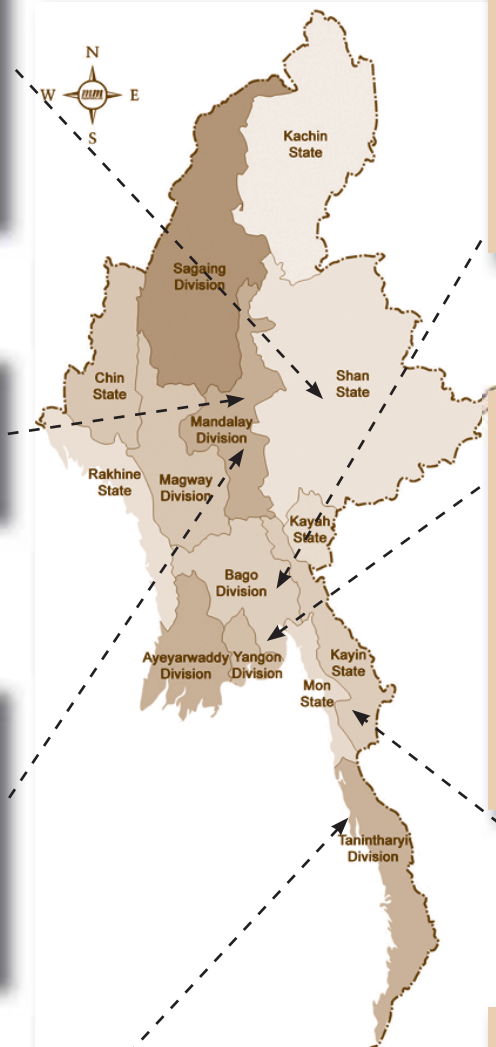 N
W
mm
E
S
Kachin
State
Sagaing
Division
Shan
State
Chin
State
Mandalay
Division
Rakhine
State
Magway
Division
Kayah
State
Bago
Division
Ayeyarwaddy
Division
Yangon
Division
Kayin
State
Mon
State
Tanintharyi
Division